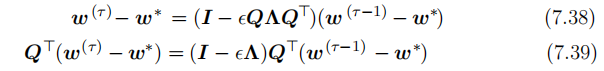 w^(τ) − w* = (I − ϵQΛQ^⊤)(w^(τ−1) − w*) (7.38)
Q^⊤(w^(τ) − w*) = (I − ϵΛ)Q^⊤(w^(τ−1) − w*) (7.39)